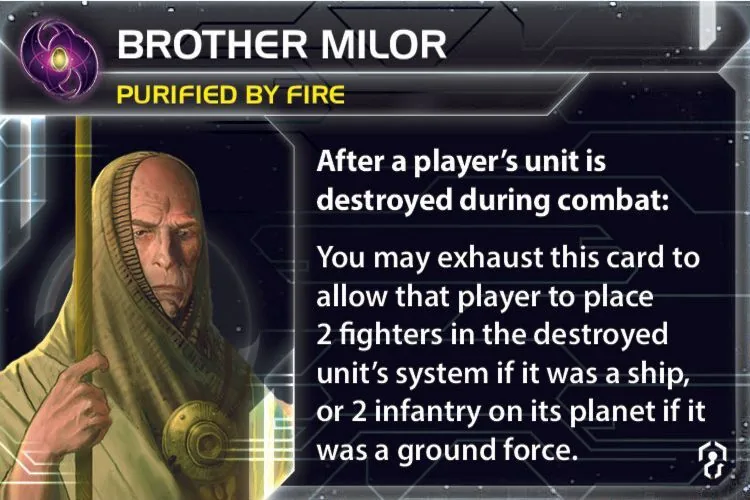 BROTHER MILOR
PURIFIED BY FIRE
After a player’s unit is
destroyed during combat:
You may exhaust this card to
allow that player to place
2 fighters in the destroyed
unit’s system if it was a ship,
or 2 infantry on its planet if it
was a ground force.